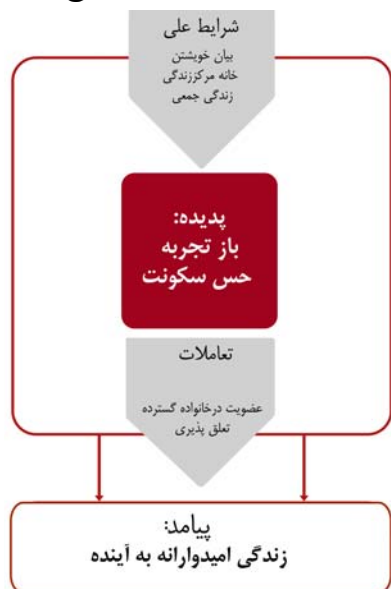 شرایط علی
بیان خویشتن
خانه مرکززندگی
زندگی جمعی
پدیده:
باز تجربه
حس سکونت
تعاملات
عضویت درخانواده گسترده
تعلق پذیری
پیامد:
زندگی امیدوارانه به آینده